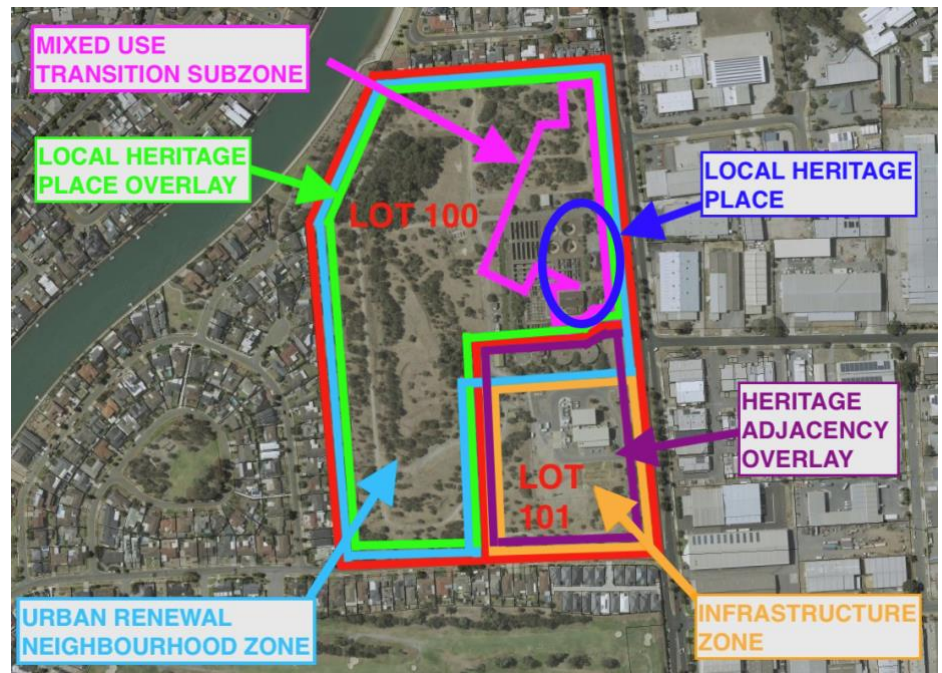 MIXED USE
TRANSITION SUBZONE
LOCAL HERITAGE
PLACE OVERLAY
LOT 100
LOCAL HERITAGE
PLACE
HERITAGE
ADJACENCY
OVERLAY
LOT
101
URBAN RENEWAL
NEIGHBOURHOOD ZONE
INFRASTRUCTURE
ZONE